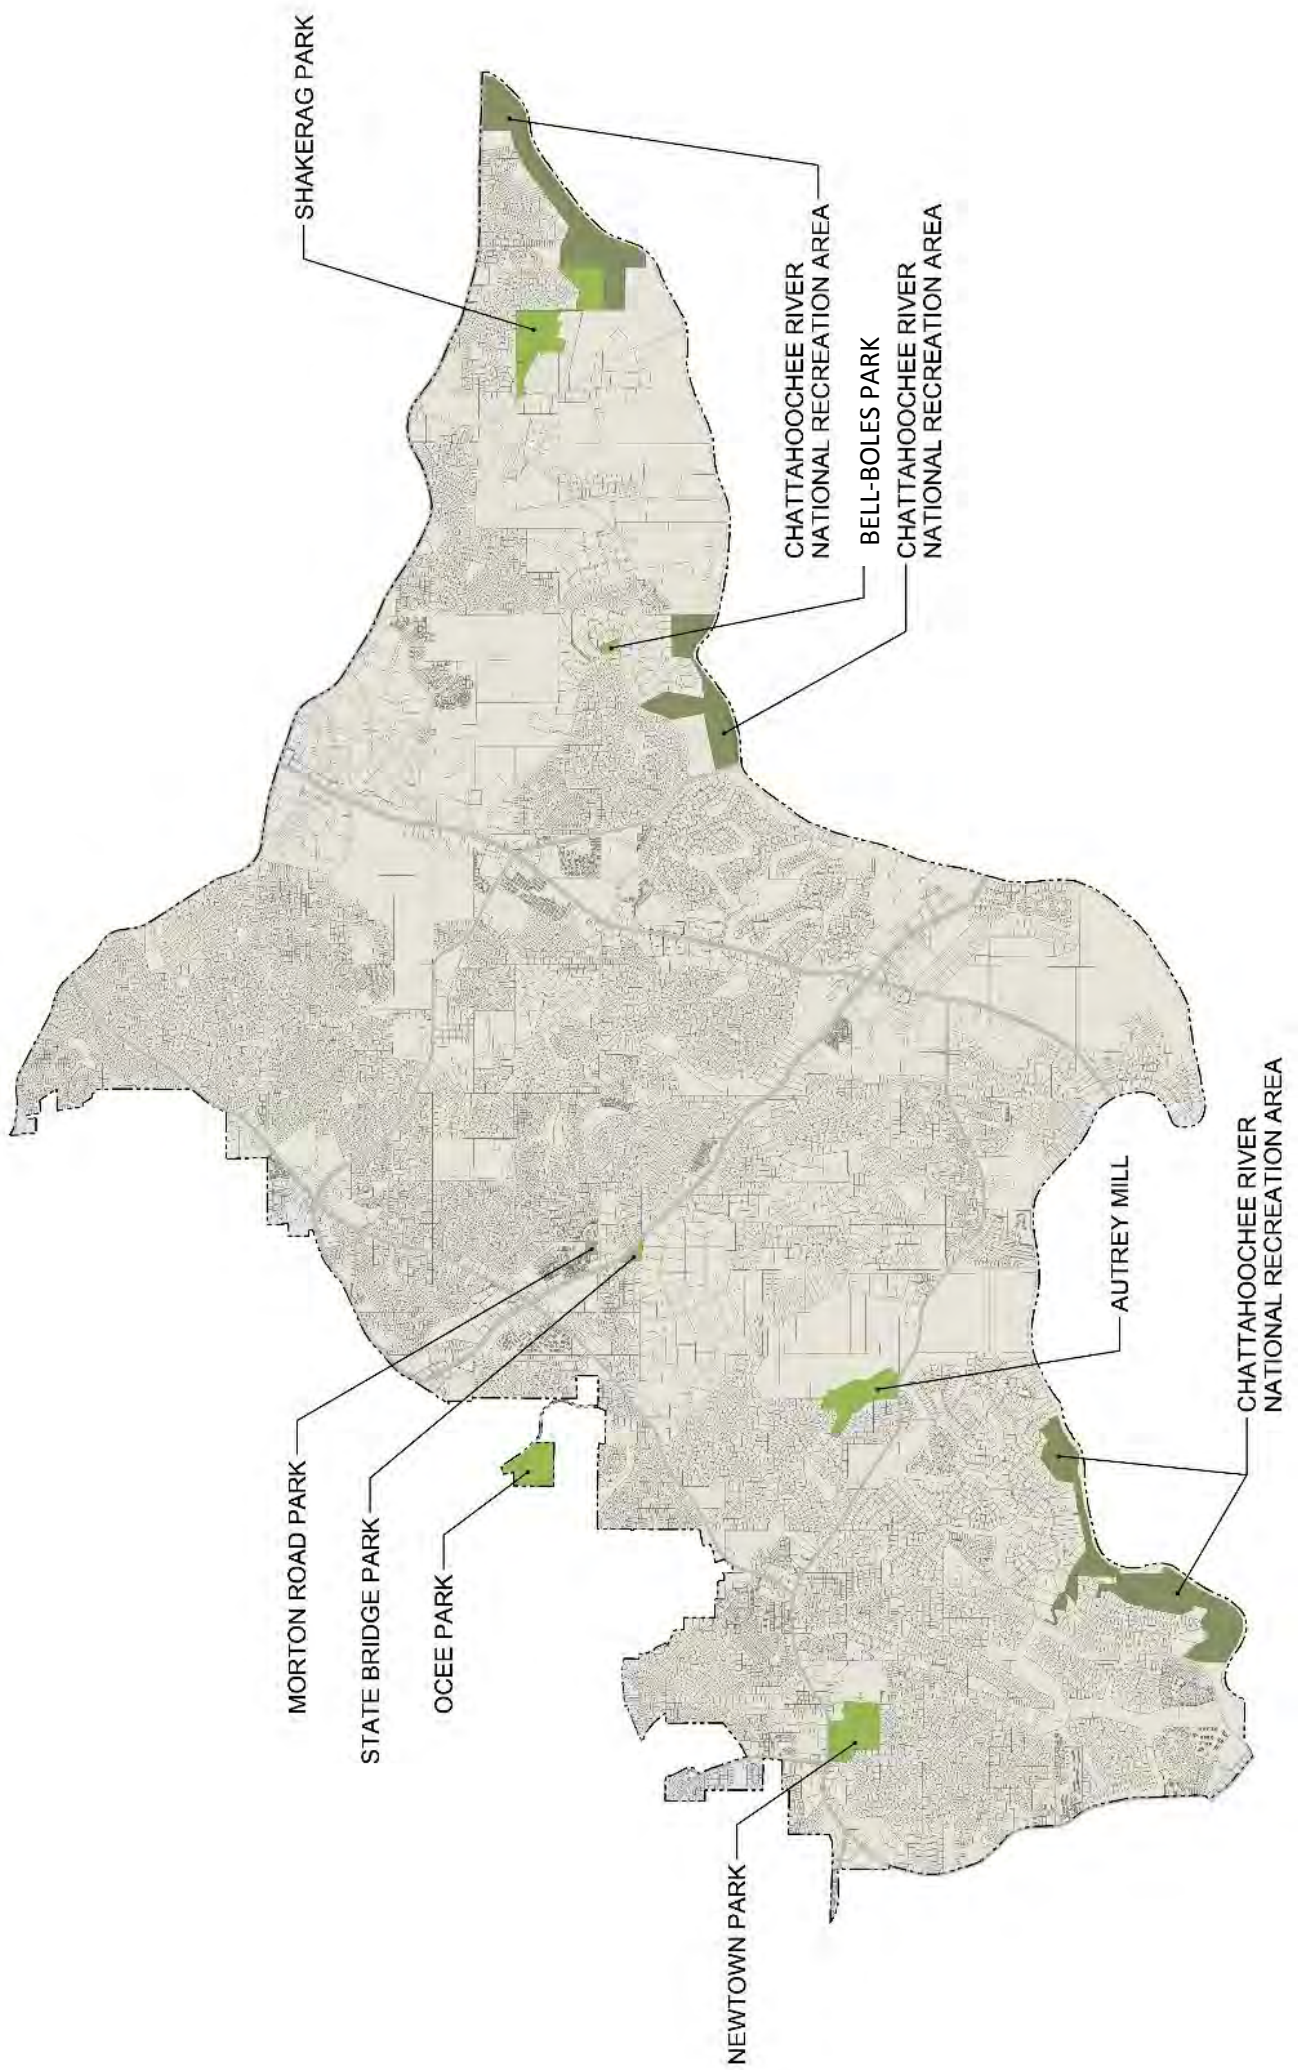 SHAKERAG PARK
CHATTAHOOCHEE RIVER
NATIONAL RECREATION AREA
BELL-BOLES PARK
CHATTAHOOCHEE RIVER
NATIONAL RECREATION AREA
MORTON ROAD PARK
STATE BRIDGE PARK
OCEE PARK
NEWTOWN PARK
AUTREY MILL
CHATTAHOOCHEE RIVER
NATIONAL RECREATION AREA